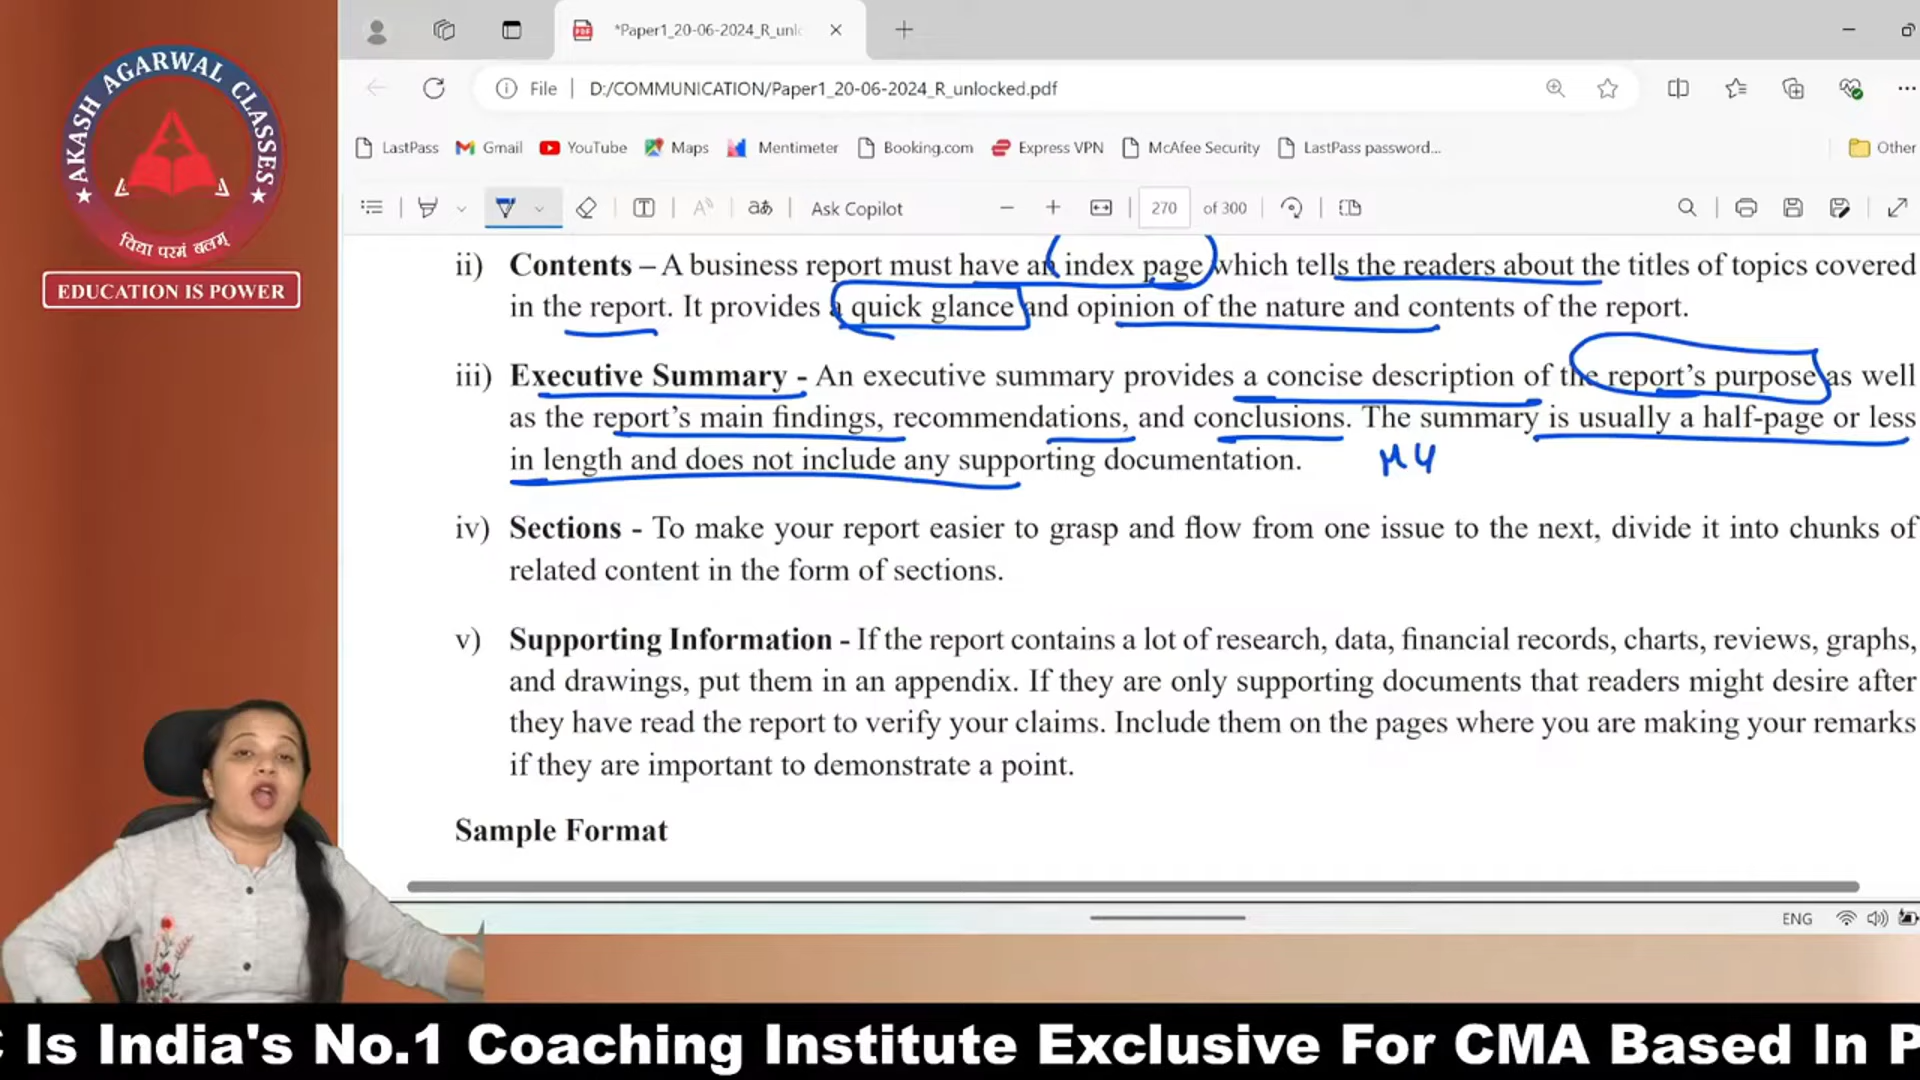 AKASH AGARWAL CLASSES
विद्या परमं बलम्
EDUCATION IS POWER
*Paper1_20-06-2024_R_unlo
File D:/COMMUNICATION/Paper1_20-06-2024_R_unlocked.pdf
LastPass Gmail YouTube Maps Mentimeter Booking.com Express VPN McAfee Security LastPass password... Other
Ask Copilot 270 of 300
ii) Contents – A business report must have an index page which tells the readers about the titles of topics covered
in the report. It provides a quick glance and opinion of the nature and contents of the report.
iii) Executive Summary - An executive summary provides a concise description of the report's purpose as well
as the report's main findings, recommendations, and conclusions. The summary is usually a half-page or less
in length and does not include any supporting documentation.
iv) Sections - To make your report easier to grasp and flow from one issue to the next, divide it into chunks of
related content in the form of sections.
v) Supporting Information - If the report contains a lot of research, data, financial records, charts, reviews, graphs,
and drawings, put them in an appendix. If they are only supporting documents that readers might desire after
they have read the report to verify your claims. Include them on the pages where you are making your remarks
if they are important to demonstrate a point.
Sample Format
ENG
Is India's No.1 Coaching Institute Exclusive For CMA Based In